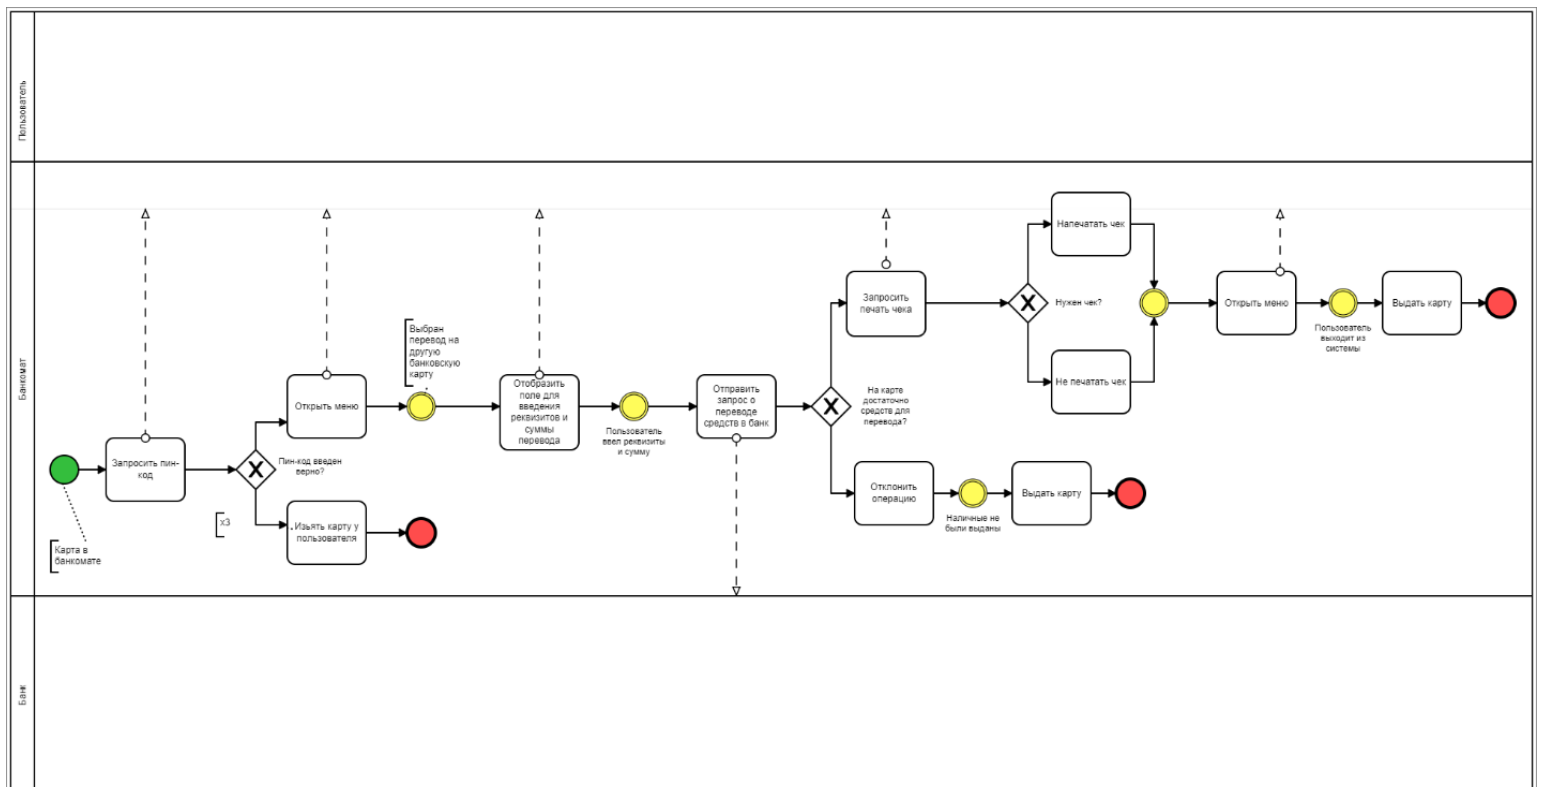 Пользователь
Банкомат
Банк
Карта в
банкомате
Запросить пин-
код
Пин-код введен
верно?
х3
Открыть меню
Изьять карту у
пользователя
Выбран
перевод на
другую
банковскую
карту
Отобразить
поле для
введения
реквизитов и
суммы
перевода
Пользователь
ввел реквизиты
и сумму
Отправить
запрос о
переводе
средств в банк
На карте
достаточно
средств для
перевода?
Запросить
печать чека
Отклонить
операцию
Наличные не
были выданы
Выдать карту
Нужен чек?
Напечатать чек
Не печатать чек
Открыть меню
Пользователь
выходит из
системы
Выдать карту